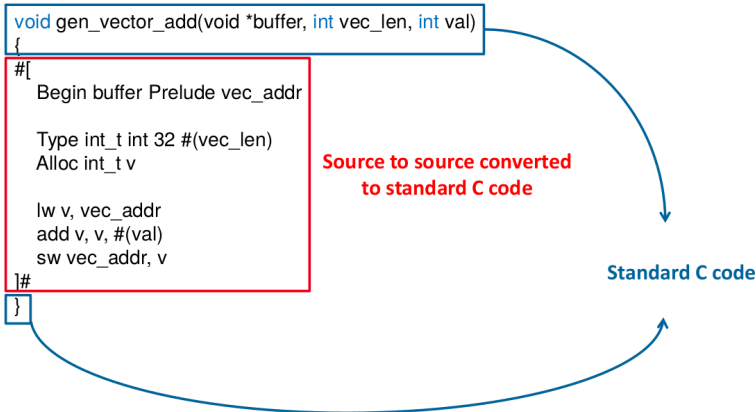 void gen_vector_add(void *buffer, int vec_len, int val)
{
#[
Begin buffer Prelude vec_addr
Type int_t int 32 #(vec_len)
Alloc int_t v
lw v, vec_addr
add v, v, #(val)
sw vec_addr, v
]#
}
Source to source converted
to standard C code
Standard C code